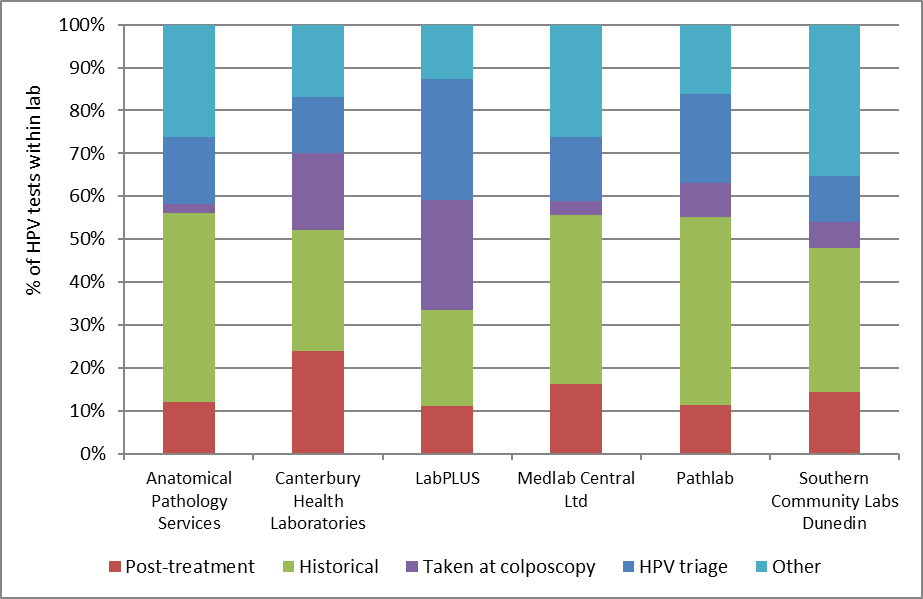 % of HPV tests within lab
100%
90%
80%
70%
60%
50%
40%
30%
20%
10%
0%
Anatomical
Pathology
Services
Canterbury
Health
Laboratories
LabPLUS
Medlab Central
Ltd
Pathlab
Southern
Community Labs
Dunedin
Post-treatment
Historical
Taken at colposcopy
HPV triage
Other